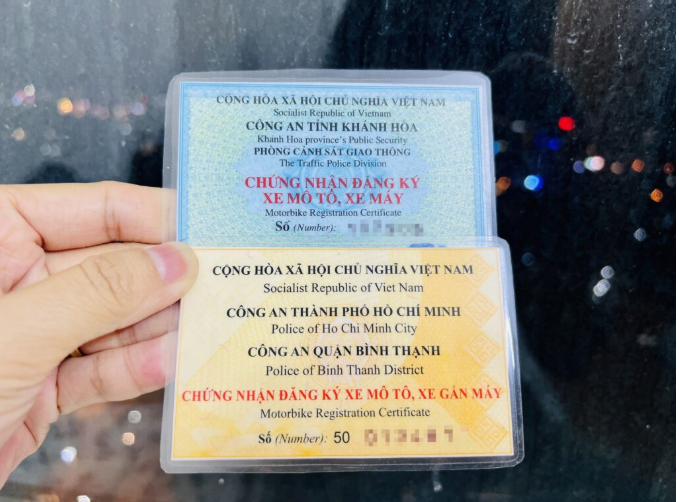 CỘNG HÒA XÃ HỘI CHỦ NGHĨA VIỆT NAM
Socialist Republic of Vietnam
CÔNG AN TỈNH KHÁNH HÒA
Khanh Hoa province's Public Security
PHÒNG CẢNH SÁT GIAO THÔNG
The Traffic Police Division
CHỨNG NHẬN ĐĂNG KÝ
XE MÔ TÔ, XE MÁY
Motorbike Registration Certificate
Số (Number):
CỘNG HÒA XÃ HỘI CHỦ NGHĨA VIỆT NAM
Socialist Republic of Viet Nam
CÔNG AN THÀNH PHỐ HỒ CHÍ MINH
Police of Ho Chi Minh City
CÔNG AN QUẬN BÌNH THẠNH
Police of Binh Thanh District
CHỨNG NHẬN ĐĂNG KÝ XE MÔ TÔ, XE GẮN MÁY
Motorbike Registration Certificate
Số (Number): 50